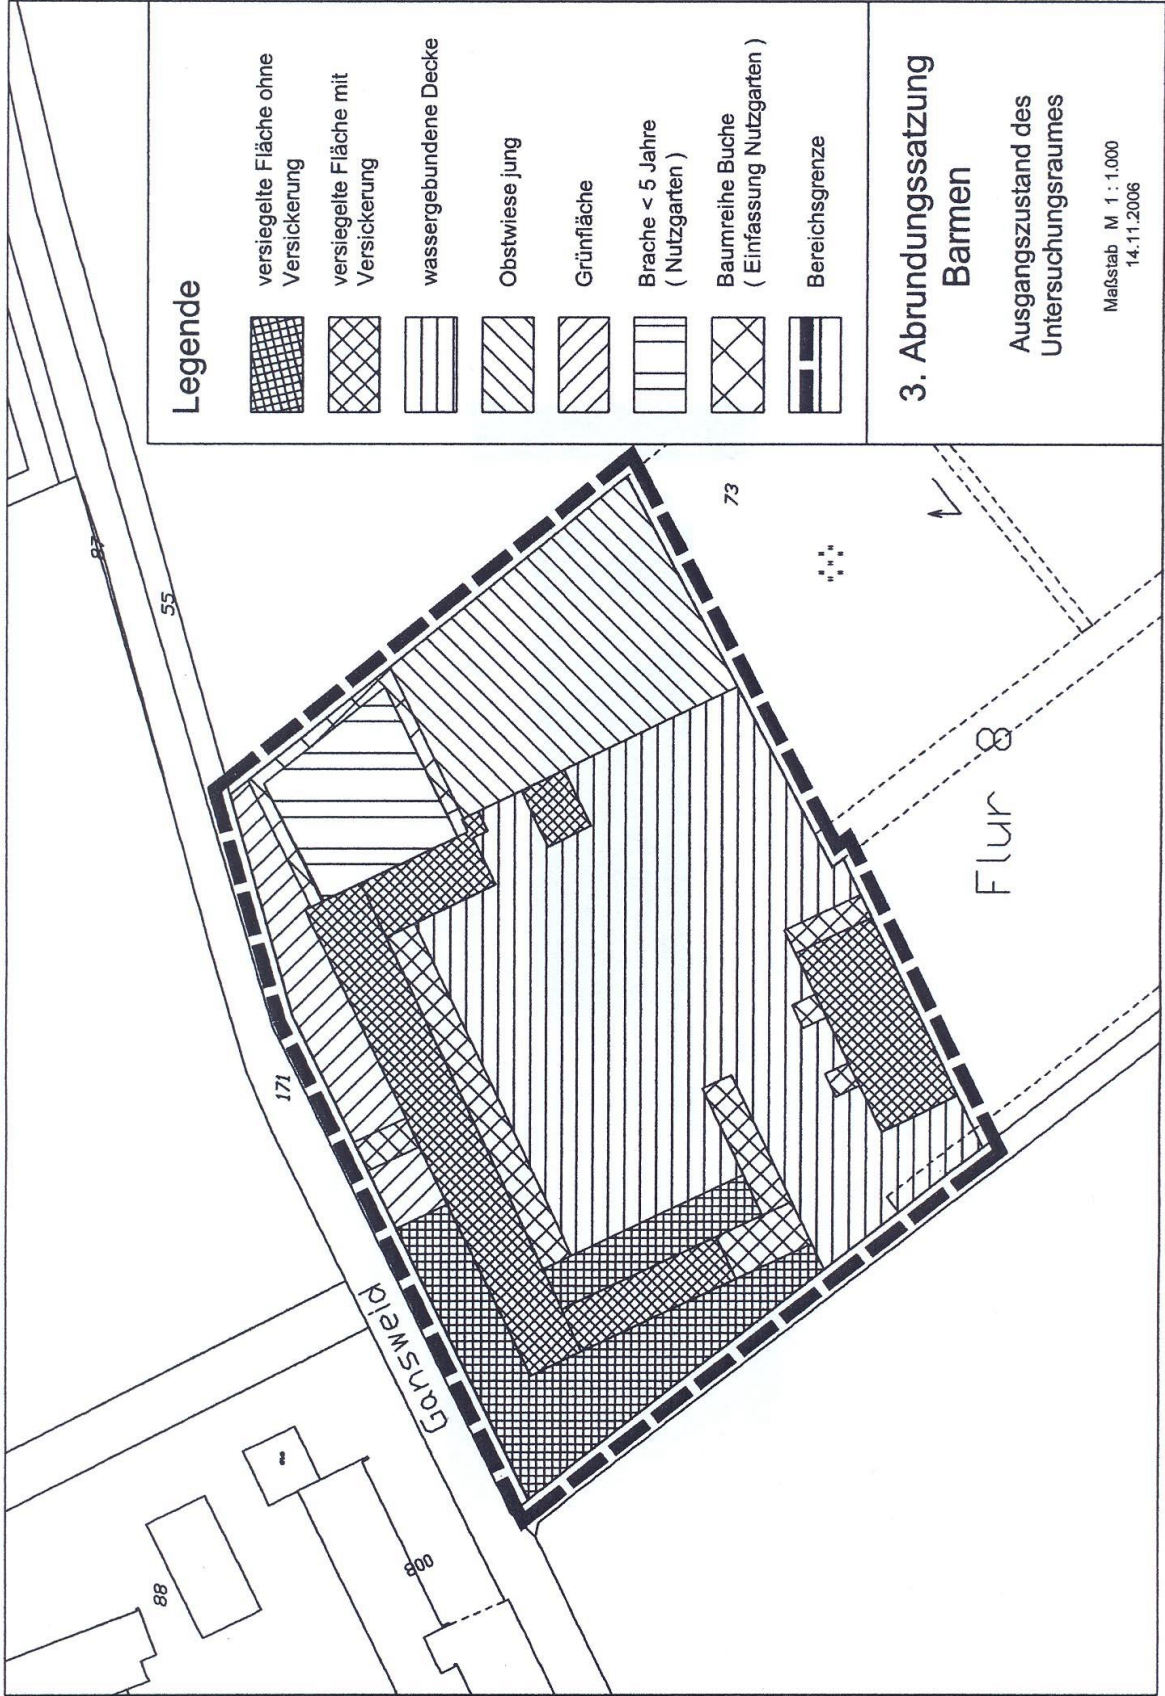 Legende
versiegelte Fläche ohne
Versickerung
versiegelte Fläche mit
Versickerung
wassergebundene Decke
Obstwiese jung
Grünfläche
Brache < 5 Jahre
( Nutzgarten )
Baumreihe Buche
( Einfassung Nutzgarten )
Bereichsgrenze
3. Abrundungssatzung
Barmen
Ausgangszustand des
Untersuchungsraumes
Maßstab M 1 : 1.000
14.11.2006
87
55
171
73
Gansweid
Flur 8
88